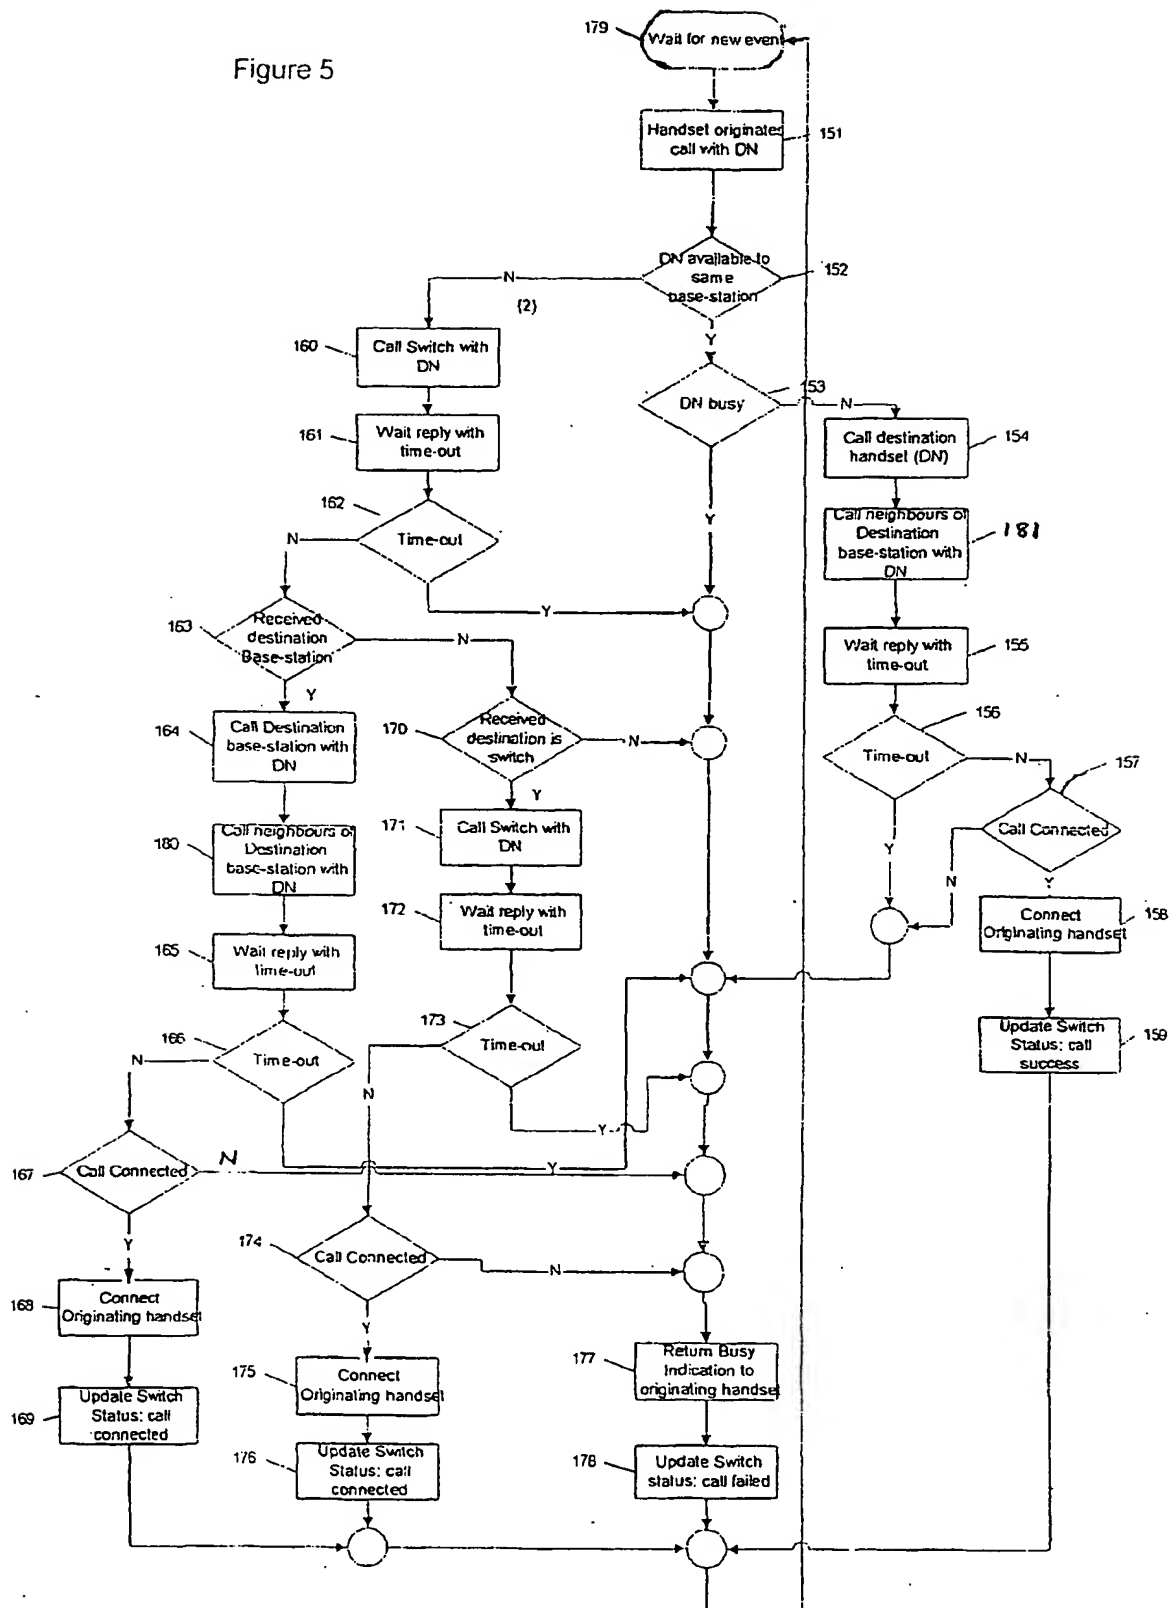 Figure 5
179
Wait for new event
Handset originates
call with DN
151
DN available to
same
base-station
152
N
(2)
Y
160
Call Switch with
DN
153
DN busy
N
161
Wait reply with
time-out
Call destination
handset (DN)
154
162
Time-out
N
Y
Y
Call neighbours of
Destination
base-station with
DN
181
163
Received
destination
Base-station
N
Y
Wait reply with
time-out
155
164
Call Destination
base-station with
DN
170
Received
destination is
switch
N
Y
156
Time-out
N
157
Call Connected
Y
N
Y
171
Call Switch with
DN
180
Call neighbours of
Destination
base-station with
DN
172
Wait reply with
time-out
Connect
Originating handset
158
165
Wait reply with
time-out
173
Time-out
N
Y
Update Switch
Status: call
success
159
166
Time-out
N
Y
167
Call Connected
N
Y
174
Call Connected
N
Y
168
Connect
Originating handset
175
Connect
Originating handset
177
Return Busy
Indication to
originating handset
169
Update Switch
Status: call
connected
176
Update Switch
Status: call
connected
178
Update Switch
status: call failed